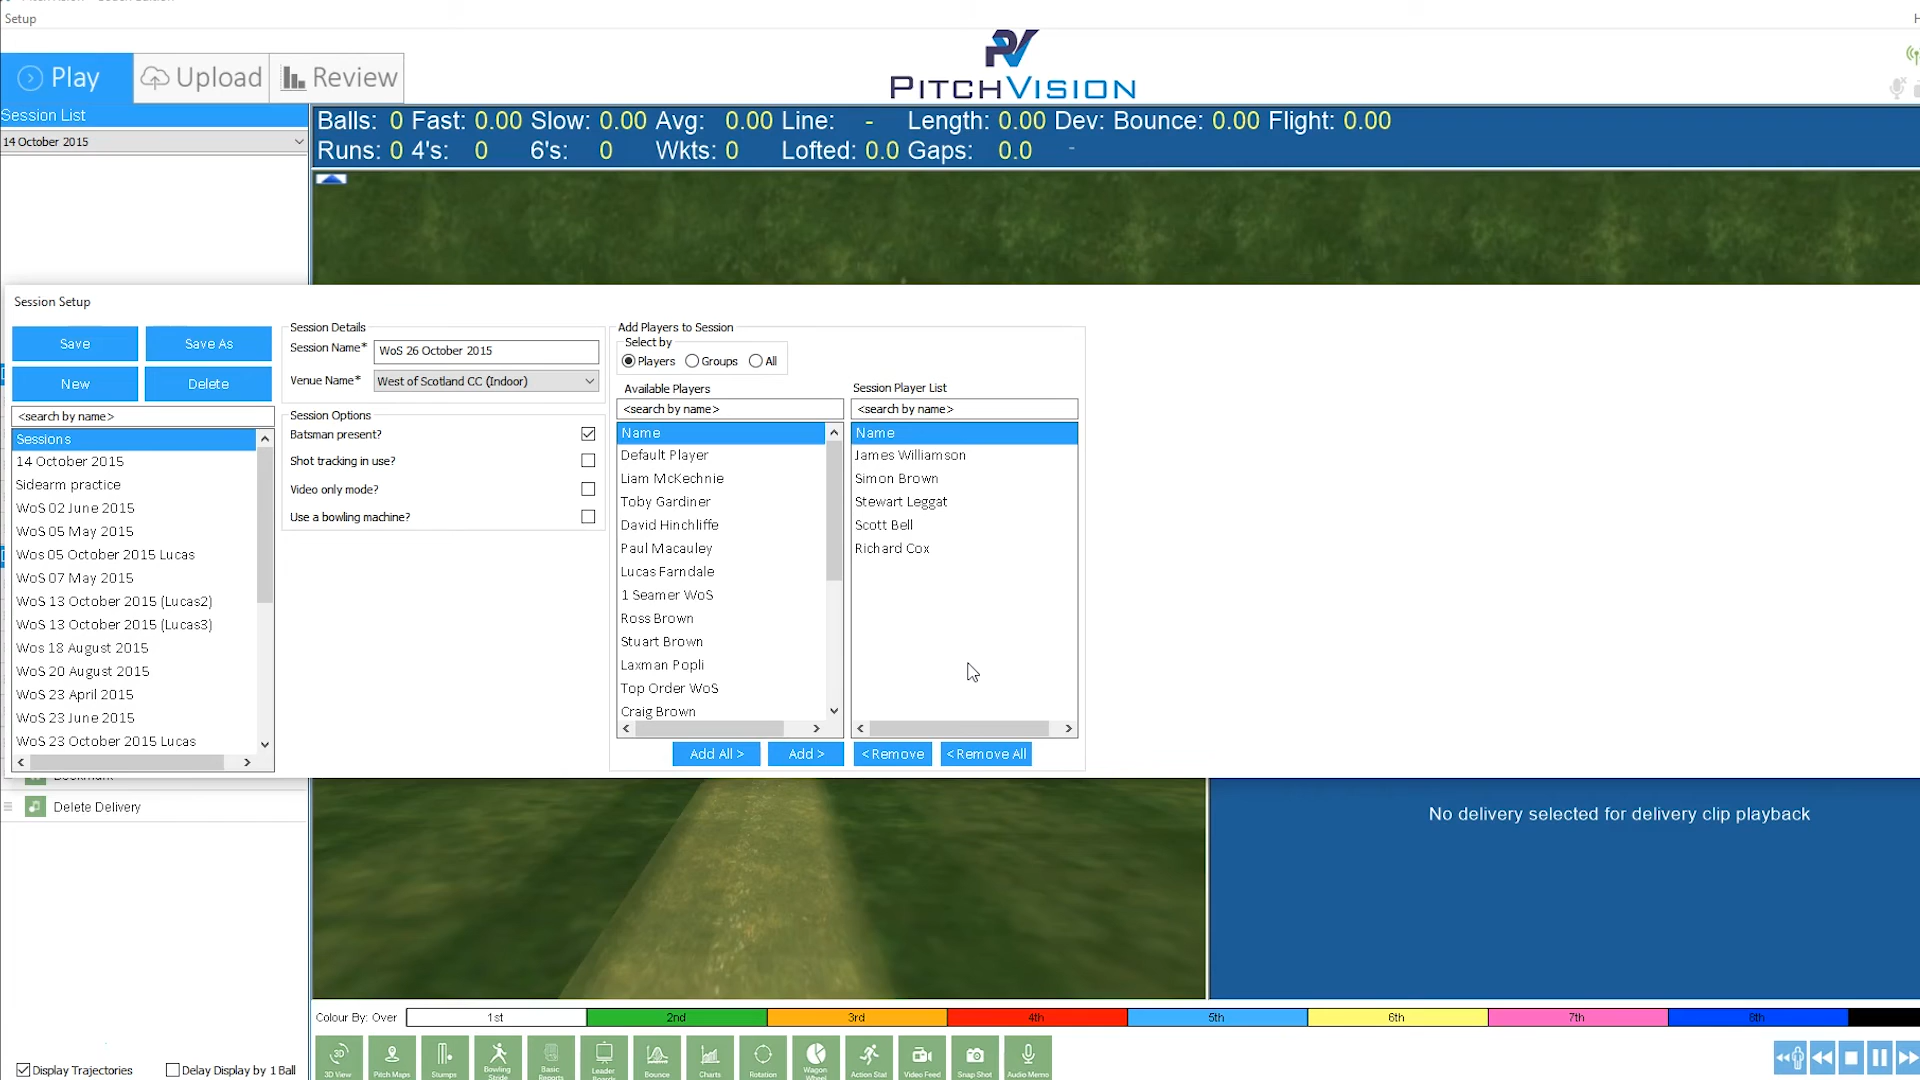 Setup
Play
Upload
Review
PITCHVISION
Session List
14 October 2015
Balls: 0 Fast: 0.00 Slow: 0.00 Avg: 0.00 Line: - Length: 0.00 Dev: Bounce: 0.00 Flight: 0.00
Runs: 0 4's: 0 6's: 0 Wkts: 0 Lofted: 0.0 Gaps: 0.0 -
Session Setup
Save
Save As
New
Delete
<search by name>
Sessions
14 October 2015
Sidearm practice
WoS 02 June 2015
WoS 05 May 2015
Wos 05 October 2015 Lucas
WoS 07 May 2015
WoS 13 October 2015 (Lucas2)
WoS 13 October 2015 (Lucas3)
Wos 18 August 2015
WoS 20 August 2015
WoS 23 April 2015
WoS 23 June 2015
WoS 23 October 2015 Lucas
Session Details
Session Name* WoS 26 October 2015
Venue Name* West of Scotland CC (Indoor)
Session Options
Batsman present?
Shot tracking in use?
Video only mode?
Use a bowling machine?
Add Players to Session
Select by
Players Groups All
Available Players
<search by name>
Name
Default Player
Liam McKechnie
Toby Gardiner
David Hinchliffe
Paul Macauley
Lucas Farndale
1 Seamer WoS
Ross Brown
Stuart Brown
Laxman Popli
Top Order WoS
Craig Brown
Session Player List
<search by name>
Name
James Williamson
Simon Brown
Stewart Leggat
Scott Bell
Richard Cox
Add All >
Add >
<Remove
<Remove All
Delete Delivery
No delivery selected for delivery clip playback
Colour By: Over 1st 2nd 3rd 4th 5th 6th 7th 8th
3D View
Pitch Maps
Stumps
Bowling Stride
Basic Reports
Leader Boards
Bounce
Charts
Rotation
Wagon Wheel
Action Stat
Video Feed
Snap Shot
Audio Memo
Display Trajectories
Delay Display by 1 Ball